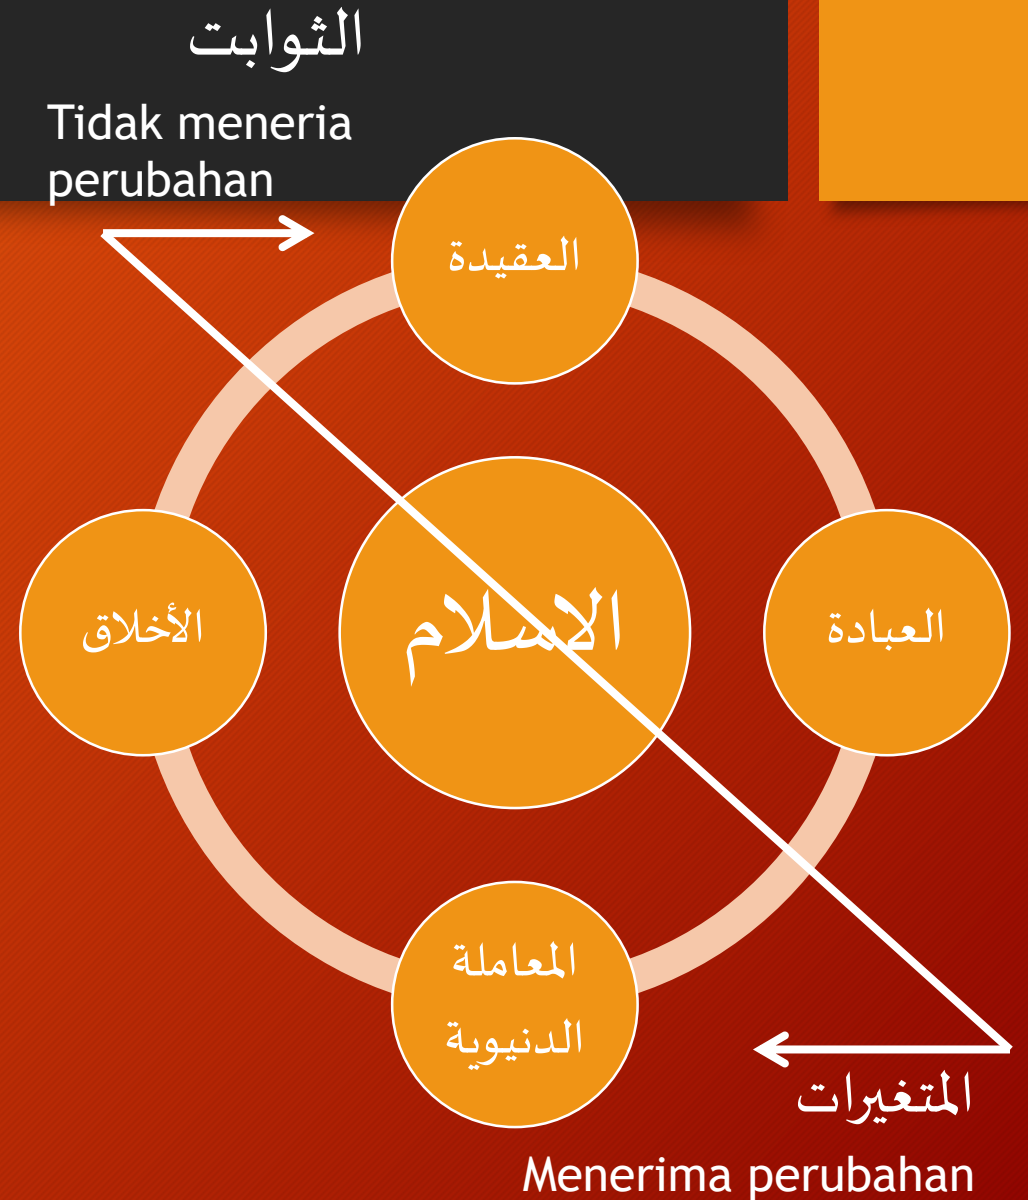 الثوابت
Tidak meneria
perubahan
العقيدة
الأخلاق
الاسلام
العبادة
المعاملة
الدنيوية
المتغيرات
Menerima perubahan